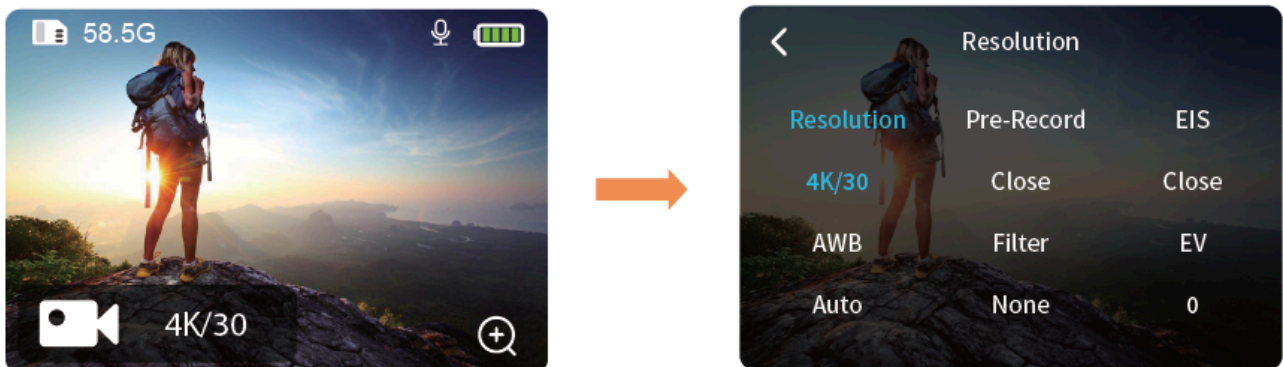 58.5G
4K/30
Resolution
Resolution Pre-Record EIS
4K/30 Close Close
AWB Filter EV
Auto None 0